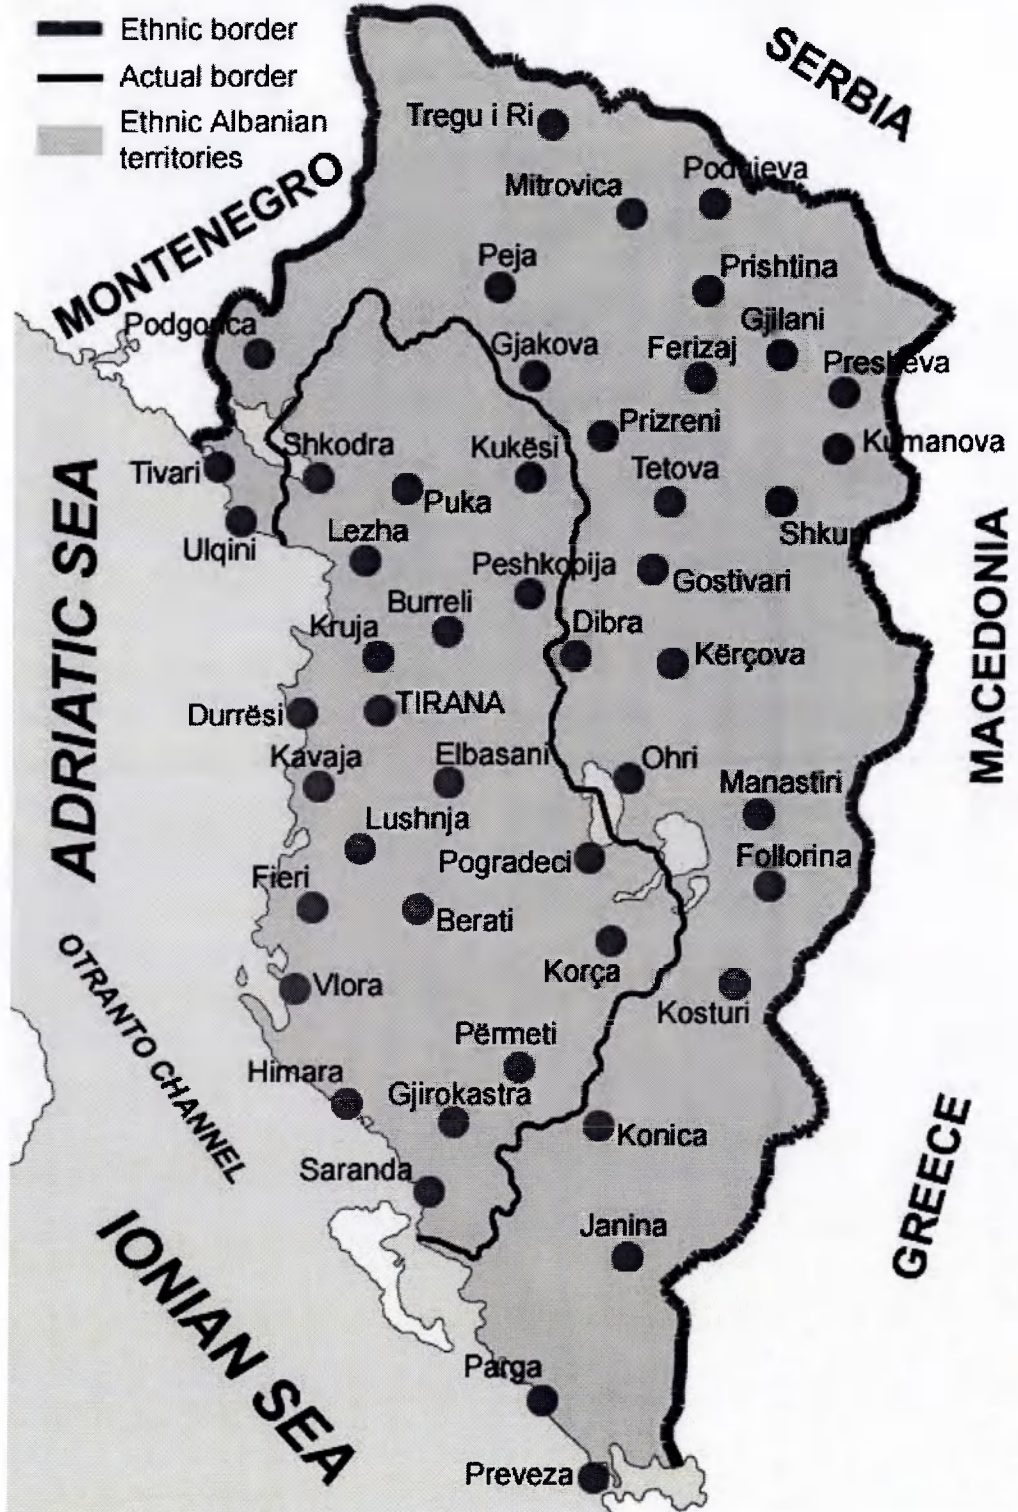 Ethnic border
Actual border
Ethnic Albanian
territories
SERBIA
MONTENEGRO
Tregu i Ri
Mitrovica
Podujeva
Peja
Prishtina
Podgorica
Gjilani
Gjakova
Ferizaj
Presheva
Prizreni
Kumanova
Tivari
Shkodra
Kukësi
Tetova
Puka
Ulqini
Lezha
Shkupi
Peshkopija
Gostivari
Burreli
Kruja
Dibra
Kërçova
ADRIATIC SEA
MACEDONIA
Durrësi
TIRANA
Kavaja
Elbasani
Ohri
Manastiri
Lushnja
Pogradeci
Follorina
Fieri
Berati
Korça
Vlora
Kosturi
OTRANTO CHANNEL
Përmeti
Himara
Gjirokastra
Konica
Saranda
Janina
GREECE
IONIAN SEA
Parga
Preveza